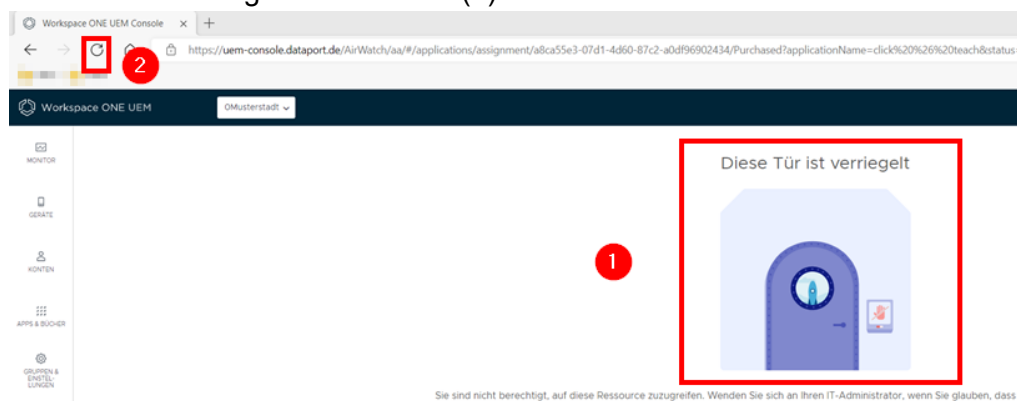 Workspace ONE UEM Console
https://uem-console.dataport.de/AirWatch/aa/#/applications/assignment/a8ca55e3-07d1-4d60-87c2-a0df96902434/Purchased?applicationName=click%20%26%20teach&status=
2
Workspace ONE UEM
0Musterstadt
MONITOR
Diese Tür ist verriegelt
GERÄTE
1
KONTEN
APPS & BÜCHER
GRUPPEN &
EINSTEL-
LUNGEN
Sie sind nicht berechtigt, auf diese Ressource zuzugreifen. Wenden Sie sich an Ihren IT-Administrator, wenn Sie glauben, dass